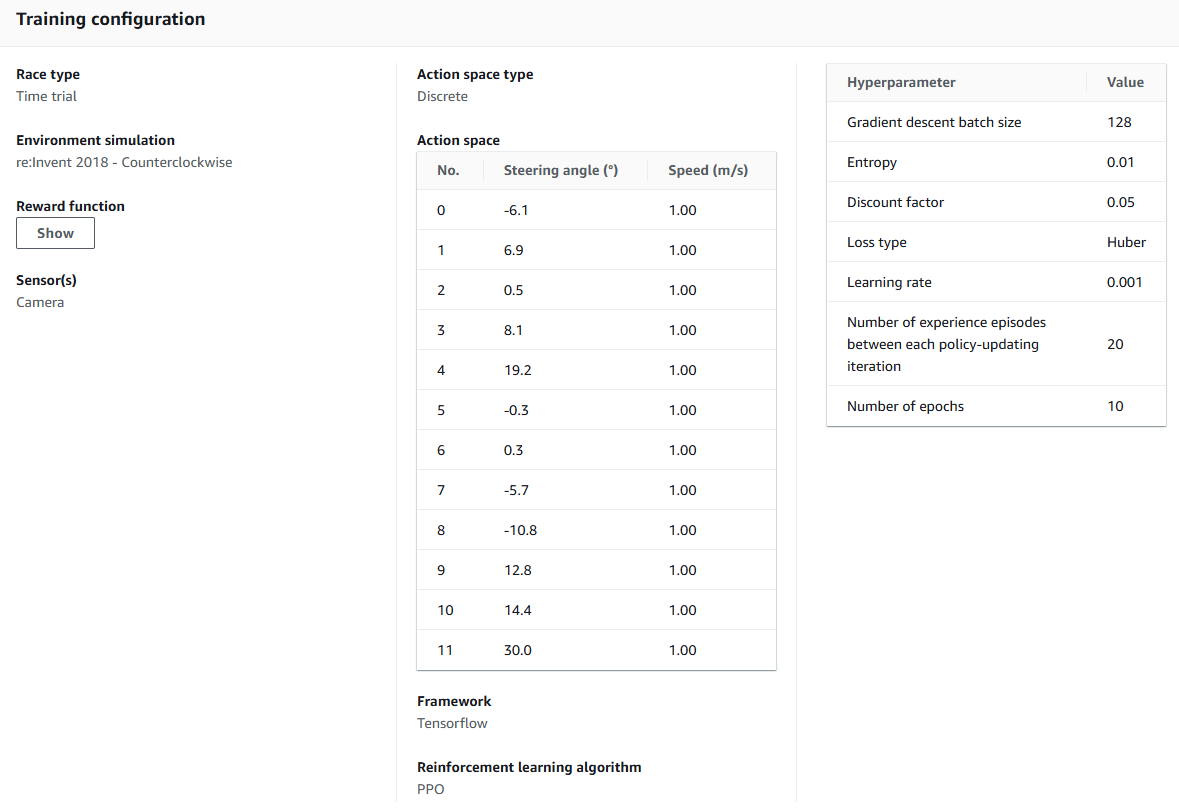 Training configuration
Race type
Time trial
Environment simulation
re:Invent 2018 - Counterclockwise
Reward function
Show
Sensor(s)
Camera
Action space type
Discrete
Action space
No. Steering angle (°) Speed (m/s)
0 -6.1 1.00
1 6.9 1.00
2 0.5 1.00
3 8.1 1.00
4 19.2 1.00
5 -0.3 1.00
6 0.3 1.00
7 -5.7 1.00
8 -10.8 1.00
9 12.8 1.00
10 14.4 1.00
11 30.0 1.00
Framework
Tensorflow
Reinforcement learning algorithm
PPO
Hyperparameter Value
Gradient descent batch size 128
Entropy 0.01
Discount factor 0.05
Loss type Huber
Learning rate 0.001
Number of experience episodes
between each policy-updating 20
iteration
Number of epochs 10